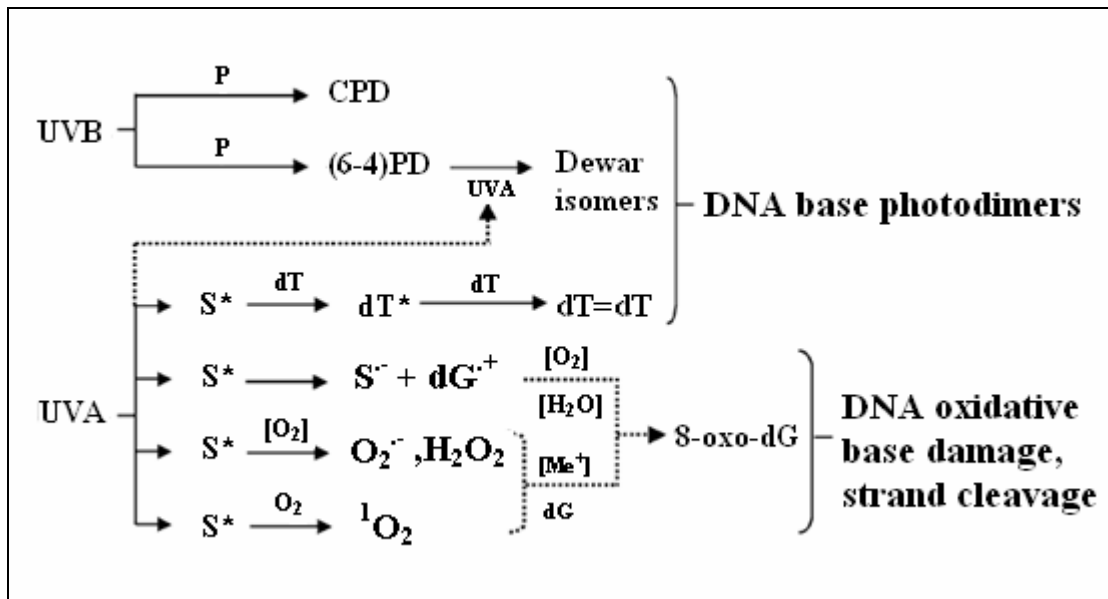 P
CPD
UVB
P
(6-4)PD
UVA
Dewar
isomers
DNA base photodimers
S* dT dT* dT dT=dT
UVA
S* S·- + dG·+ [O2]
[H2O]
S* [O2] O2·- ,H2O2
[Me+]
dG
S* O2 1O2
8-oxo-dG
DNA oxidative
base damage,
strand cleavage